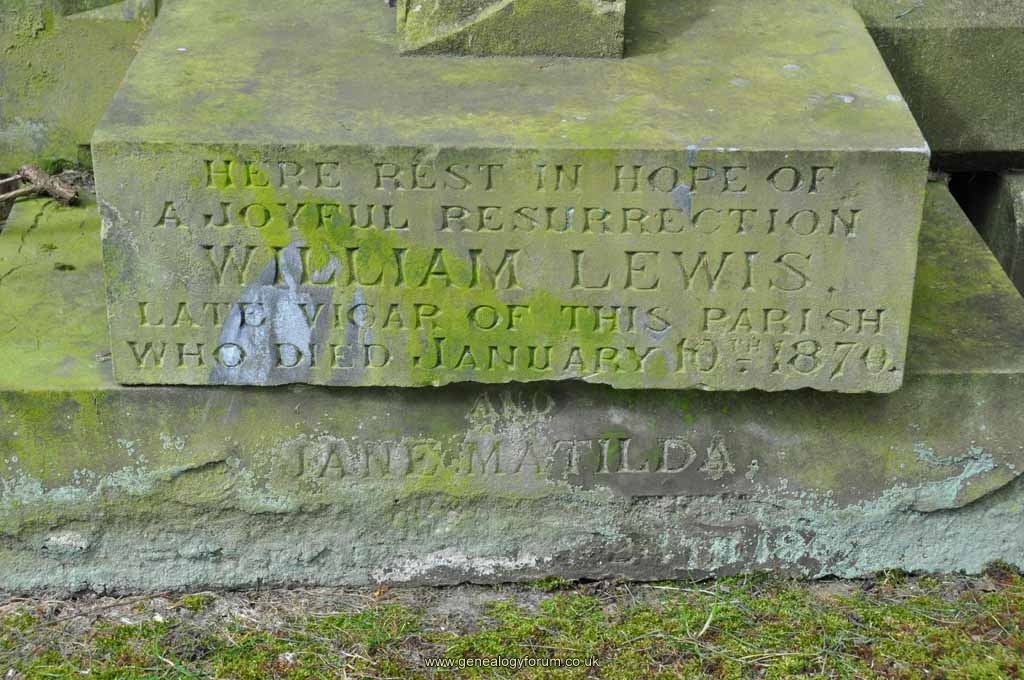 HERE REST IN HOPE OF
A JOYFUL RESURRECTION
WILLIAM LEWIS,
LATE VICAR OF THIS PARISH
WHO DIED JANUARY 10TH 1870.
AND
JANE MATILDA,
www.genealogyforum.co.uk